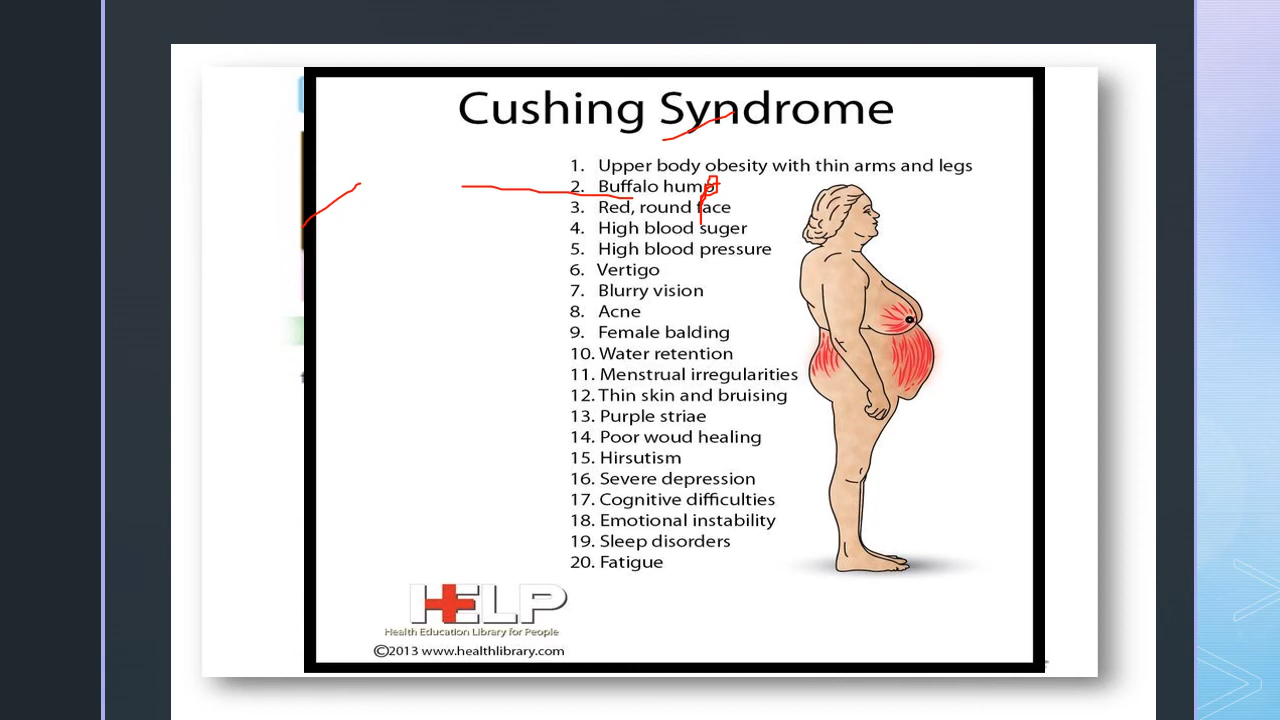 Cushing Syndrome
1. Upper body obesity with thin arms and legs
2. Buffalo hump
3. Red, round face
4. High blood suger
5. High blood pressure
6. Vertigo
7. Blurry vision
8. Acne
9. Female balding
10. Water retention
11. Menstrual irregularities
12. Thin skin and bruising
13. Purple striae
14. Poor woud healing
15. Hirsutism
16. Severe depression
17. Cognitive difficulties
18. Emotional instability
19. Sleep disorders
20. Fatigue
HELP
Health Education Library for People
©2013 www.healthlibrary.com